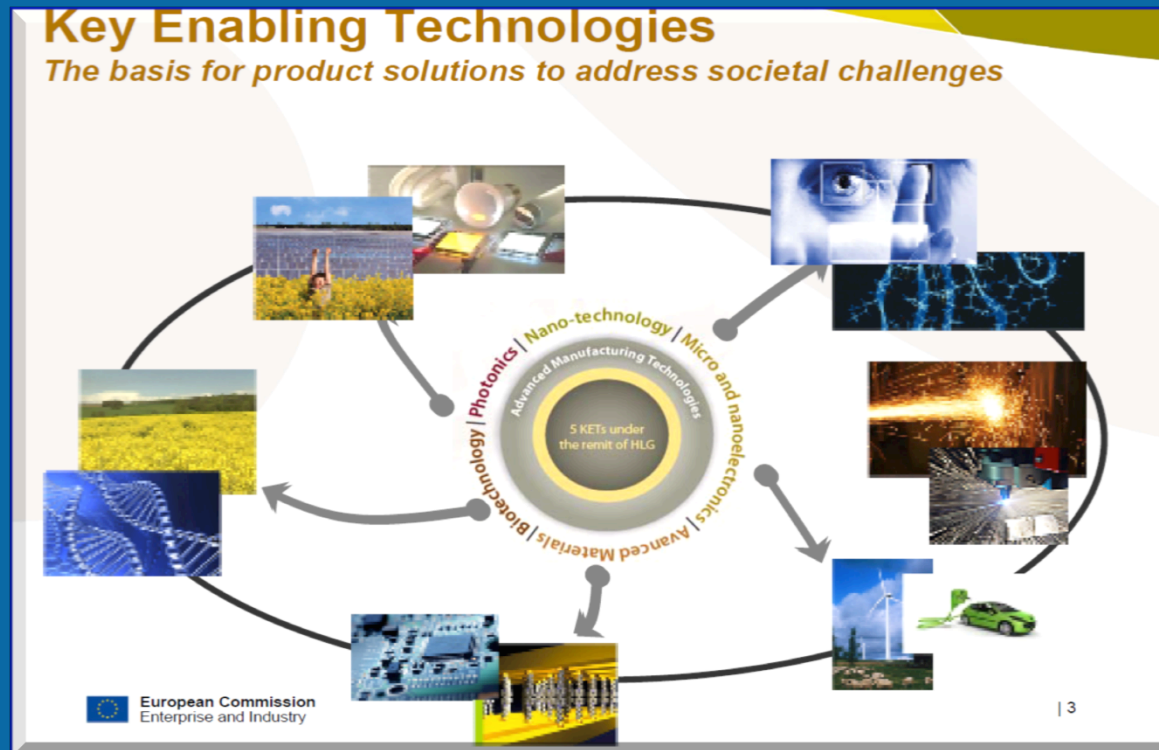 Key Enabling Technologies
The basis for product solutions to address societal challenges
Photonics | Nano-technology | Micro and nanoelectronics | Advanced Materials | Biotechnology |
Advanced Manufacturing Technologies
5 KETs under
the remit of HLG
European Commission
Enterprise and Industry
| 3